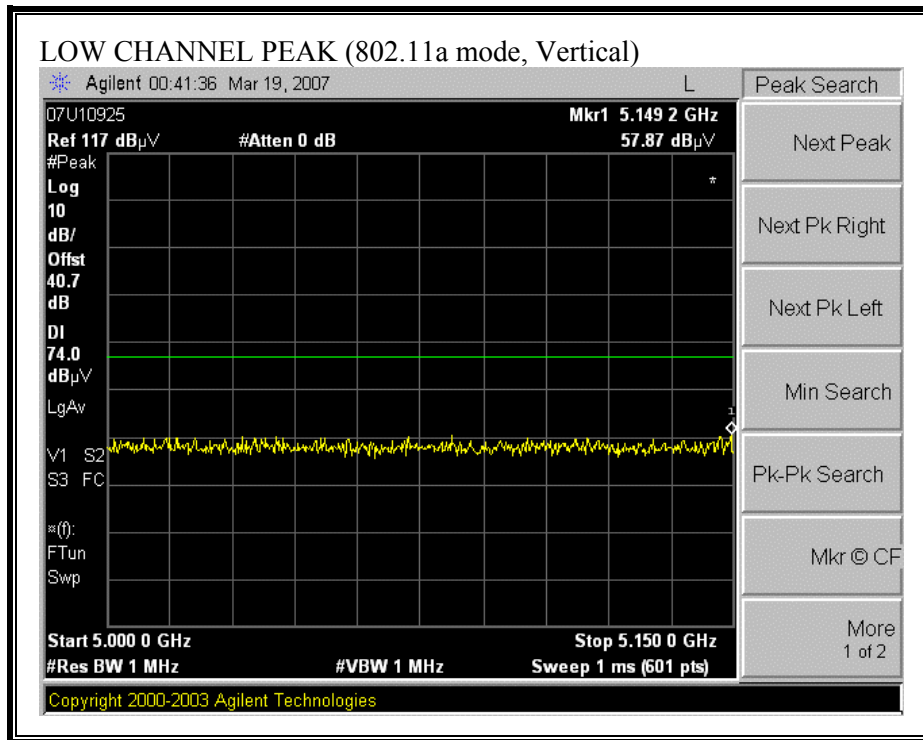 LOW CHANNEL PEAK (802.11a mode, Vertical)
Agilent 00:41:36 Mar 19, 2007 L
07U10925 Mkr1 5.149 2 GHz
Ref 117 dBµV #Atten 0 dB 57.87 dBµV
#Peak
Log
10
dB/
Offst
40.7
dB
DI
74.0
dBµV
LgAv
1
V1 S2
S3 FC
¤(f):
FTun
Swp
Start 5.000 0 GHz Stop 5.150 0 GHz
#Res BW 1 MHz #VBW 1 MHz Sweep 1 ms (601 pts)
Copyright 2000-2003 Agilent Technologies
Peak Search
Next Peak
Next Pk Right
Next Pk Left
Min Search
Pk-Pk Search
Mkr © CF
More
1 of 2